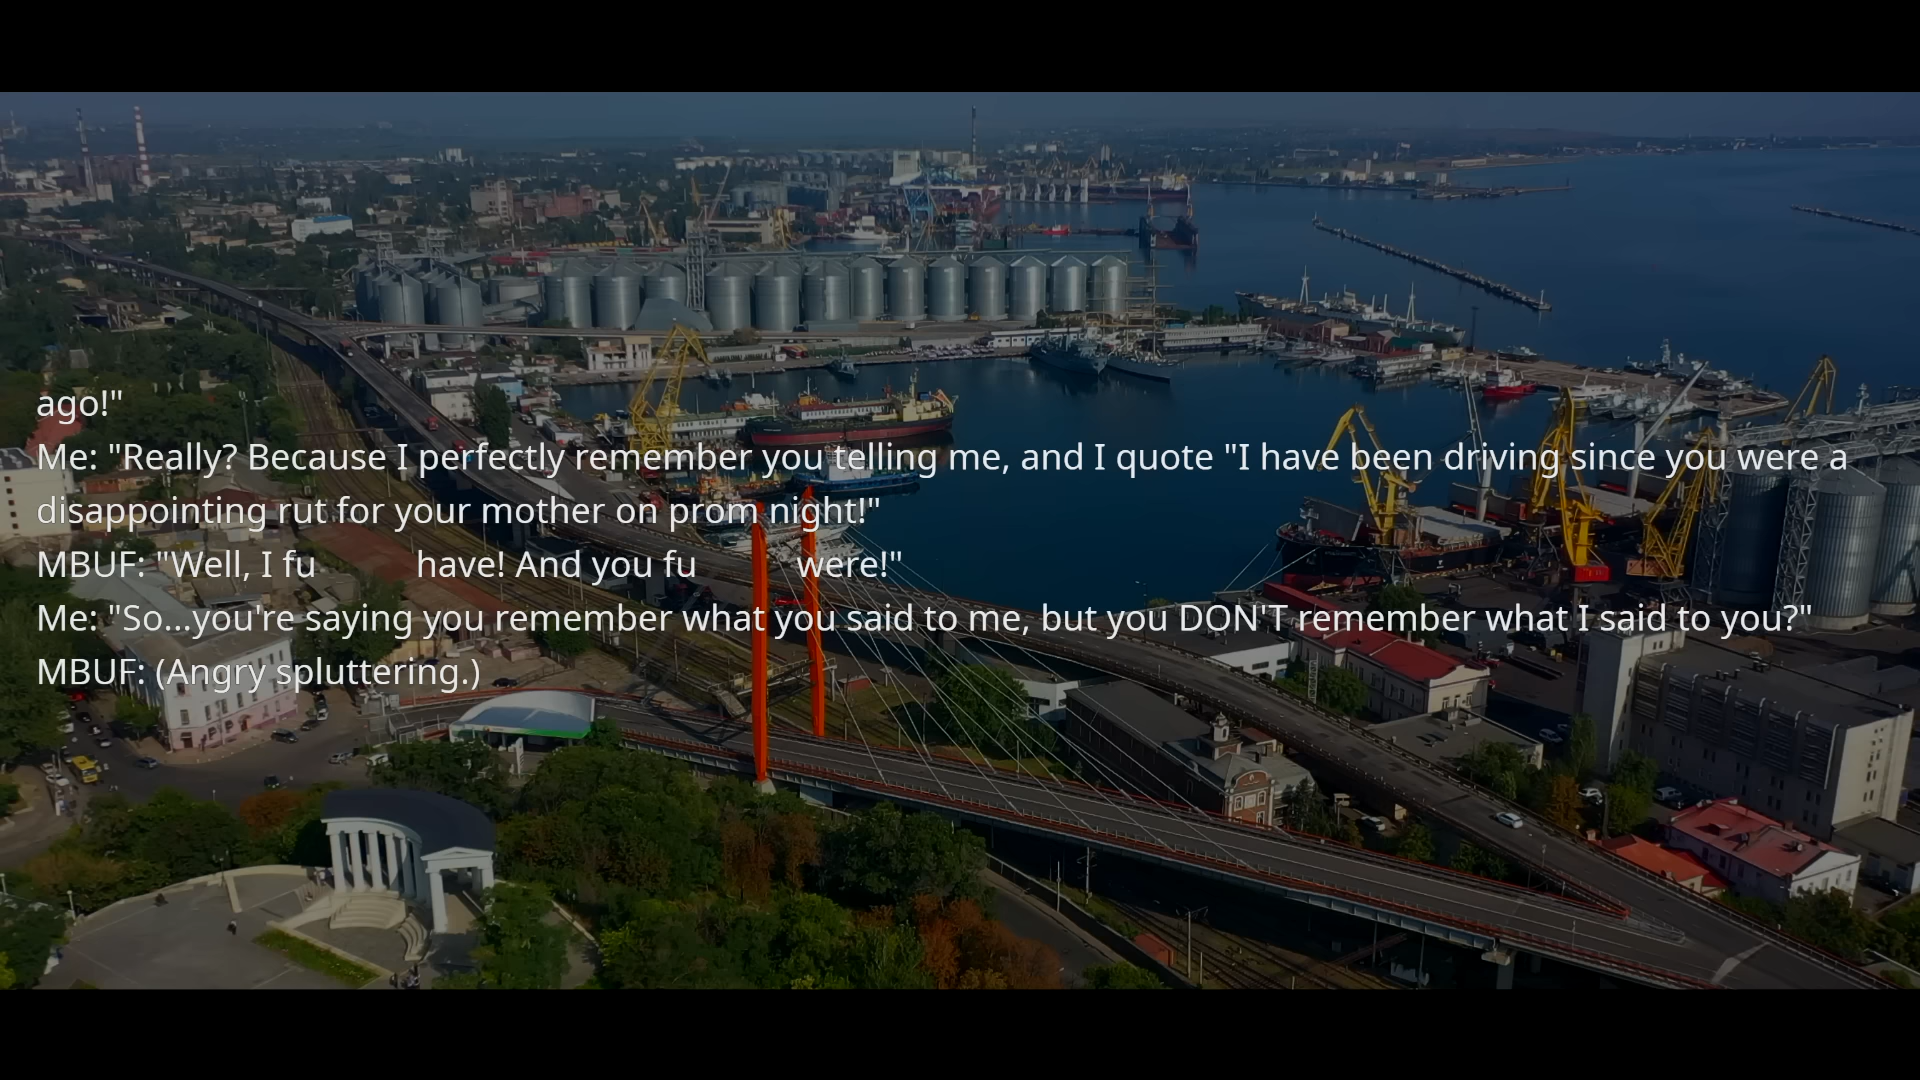 ago!"
Me: "Really? Because I perfectly remember you telling me, and I quote "I have been driving since you were a
disappointing rut for your mother on prom night!"
MBUF: "Well, I fu have! And you fu were!"
Me: "So...you're saying you remember what you said to me, but you DON'T remember what I said to you?"
MBUF: (Angry spluttering.)